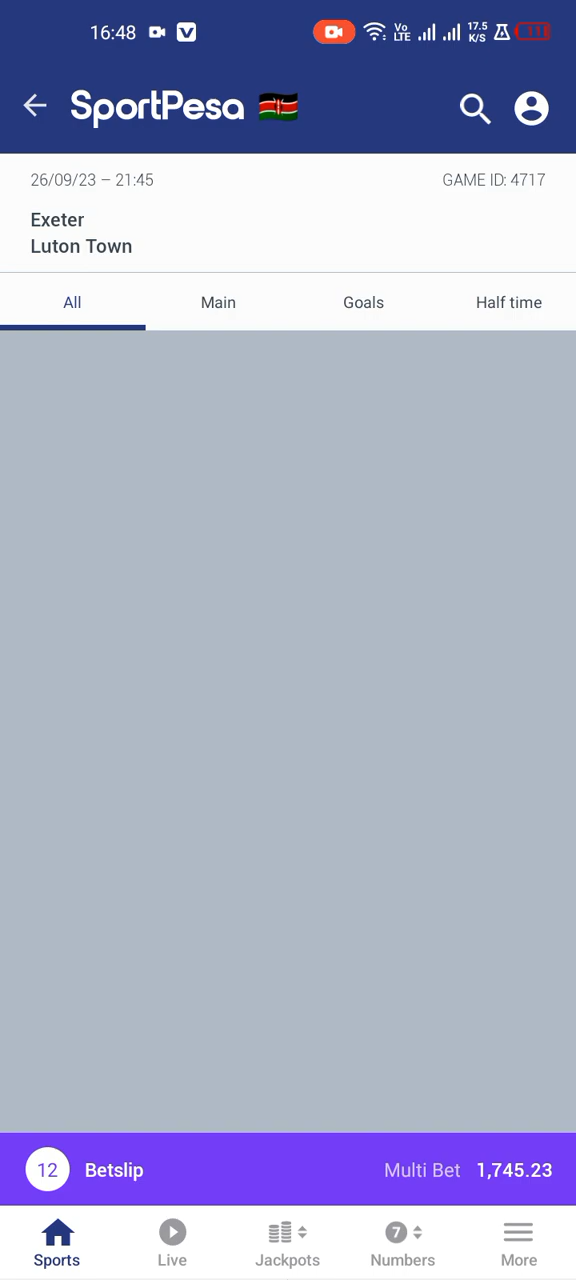 16:48
Vo LTE
17.5 K/S
11
SportPesa
26/09/23 – 21:45
GAME ID: 4717
Exeter
Luton Town
All Main Goals Half time
12 Betslip Multi Bet 1,745.23
7
Sports Live Jackpots Numbers More